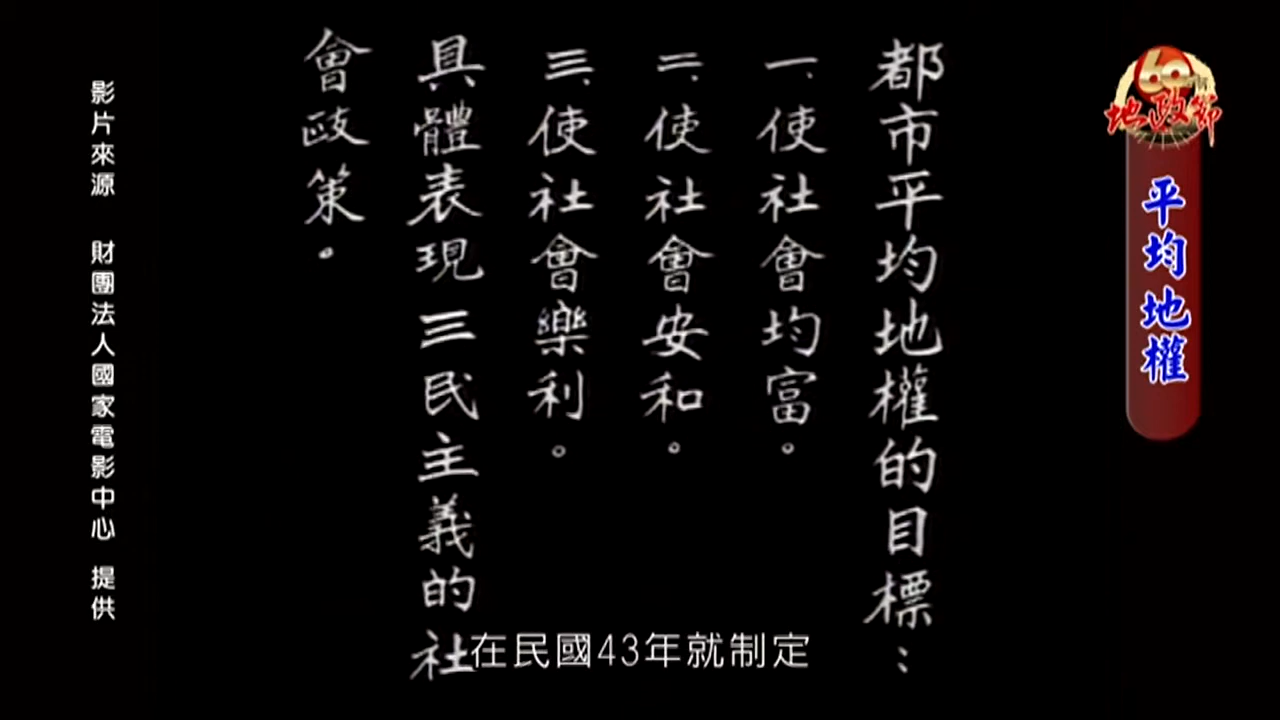 都市平均地權的目標：
一、使社會均富。
二、使社會安和。
三、使社會樂利。
具體表現三民主義的社
會政策。
60
地政節
平均地權
影片來源 財團法人國家電影中心 提供
在民國43年就制定